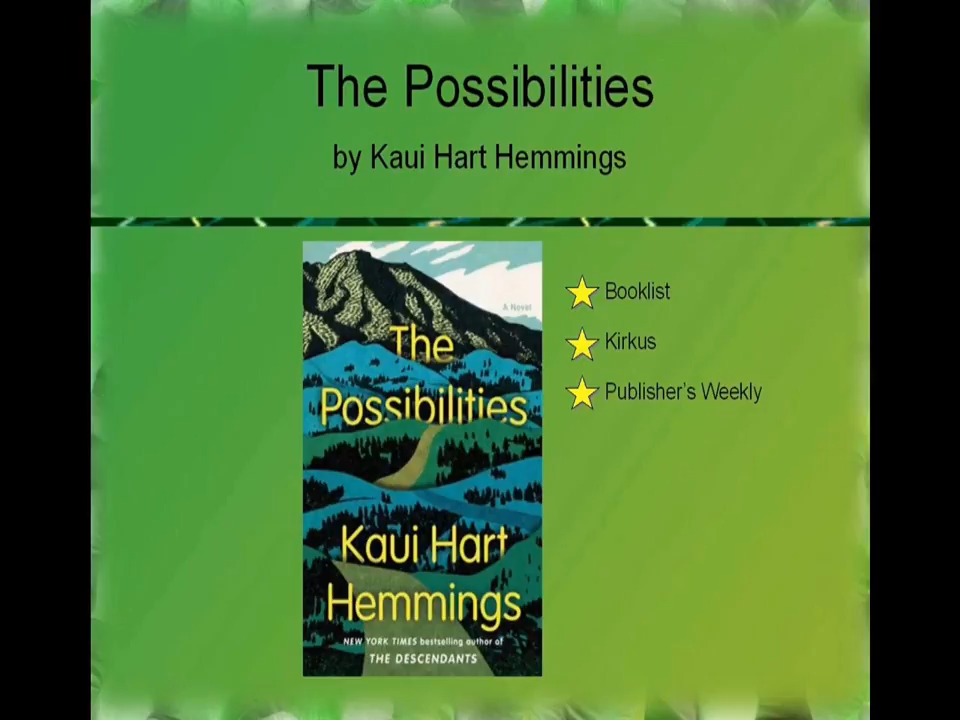 The Possibilities
by Kaui Hart Hemmings
A Novel
The
Possibilities
Kaui Hart
Hemmings
NEW YORK TIMES bestselling author of
THE DESCENDANTS
Booklist
Kirkus
Publisher's Weekly